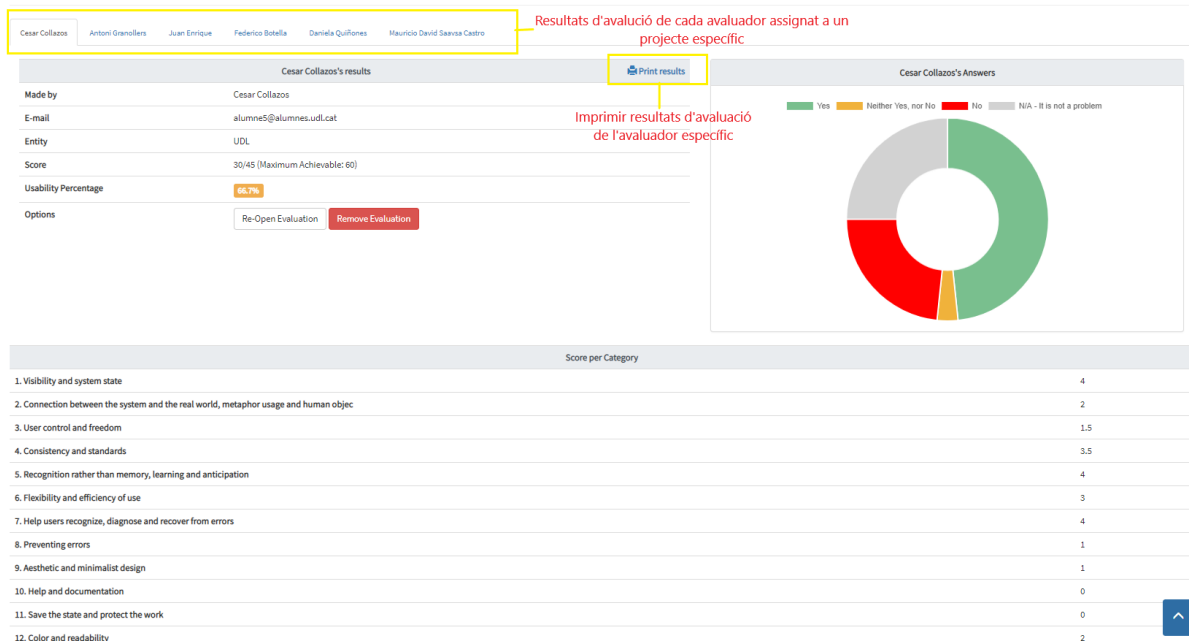 Cesar Collazos Antoni Granollers Juan Enrique Federico Botella Daniela Quiñones Mauricio David Saavsa Castro
Resultats d'avalució de cada avaluador assignat a un
projecte específic
Cesar Collazos's results
Print results
Made by Cesar Collazos
E-mail alumne5@alumnes.udl.cat
Entity UDL
Score 30/45 (Maximum Achievable: 60)
Usability Percentage 66.7%
Options Re-Open Evaluation Remove Evaluation
Imprimir resultats d'avaluació
de l'avaluador específic
Cesar Collazos's Answers
Yes Neither Yes, nor No No N/A - It is not a problem
Score per Category
1. Visibility and system state 4
2. Connection between the system and the real world, metaphor usage and human objec 2
3. User control and freedom 1.5
4. Consistency and standards 3.5
5. Recognition rather than memory, learning and anticipation 4
6. Flexibility and efficiency of use 3
7. Help users recognize, diagnose and recover from errors 4
8. Preventing errors 1
9. Aesthetic and minimalist design 1
10. Help and documentation 0
11. Save the state and protect the work 0
12. Color and readability 2